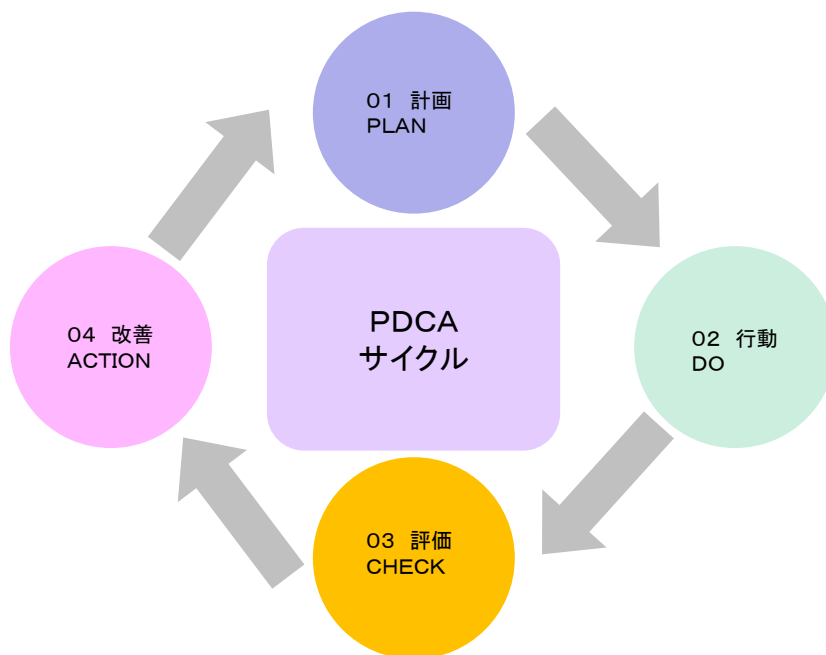 01　計画
PLAN
02　行動
DO
03　評価
CHECK
04　改善
ACTION
PDCA
サイクル